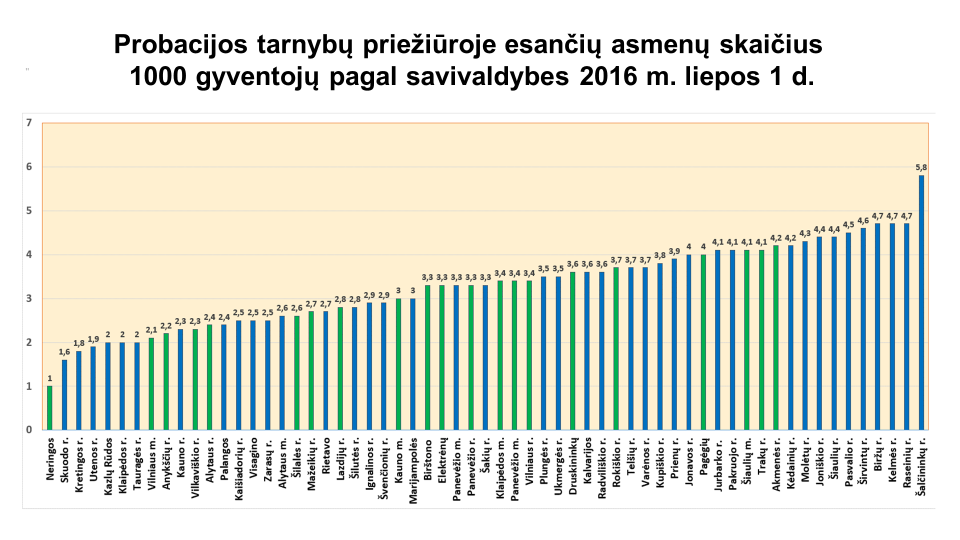 Probacijos tarnybų priežiūroje esančių asmenų skaičius
1000 gyventojų pagal savivaldybes 2016 m. liepos 1 d.
7
6
5
4
3
2
1
0
1 1,6 1,8 1,9 2 2 2 2,1 2,2 2,3 2,3 2,4 2,4 2,5 2,5 2,5 2,6 2,6 2,7 2,7 2,8 2,8 2,9 2,9 3 3 3,3 3,3 3,3 3,3 3,3 3,4 3,4 3,4 3,5 3,5 3,6 3,6 3,6 3,7 3,7 3,7 3,8 3,9 4 4 4,1 4,1 4,1 4,1 4,2 4,2 4,3 4,4 4,4 4,5 4,6 4,7 4,7 4,7 5,8
Neringos
Skuodo r.
Kretingos r.
Utenos r.
Kazlų Rūdos
Klaipėdos r.
Tauragės r.
Vilniaus m.
Anykščių r.
Kauno r.
Vilkaviškio r.
Alytaus r.
Palangos
Kaišiadorių r.
Visagino
Zarasų r.
Alytaus m.
Šilalės r.
Mažeikių r.
Rietavo
Lazdijų r.
Šilutės r.
Ignalinos r.
Švenčionių r.
Kauno m.
Marijampolės
Birštono
Elektrėnų
Panevėžio m.
Panevėžio r.
Šakių r.
Klaipėdos m.
Panevėžio m.
Vilniaus r.
Plungės r.
Ukmergės r.
Druskininkų
Kalvarijos
Radviliškio r.
Rokiškio r.
Telšių r.
Varėnos r.
Kupiškio r.
Prienų r.
Jonavos r.
Pagėgių
Jurbarko r.
Pakruojo r.
Šiaulių m.
Trakų r.
Akmenės r.
Kėdainių r.
Molėtų r.
Joniškio r.
Šiaulių r.
Pasvalio r.
Širvintų r.
Biržų r.
Kelmės r.
Raseinių r.
Šalčininkų r.